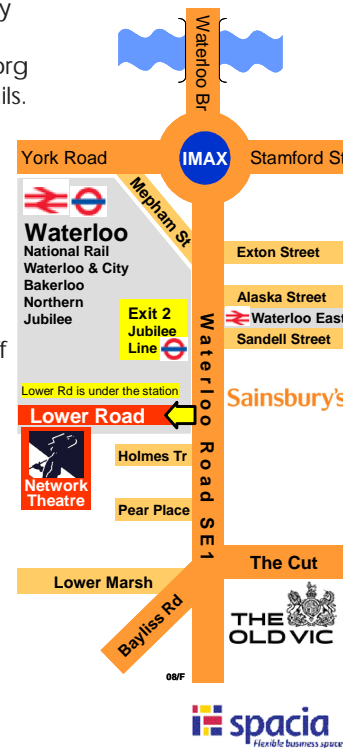 y
org
ils.
of
Waterloo Br
York Road
IMAX
Stamford St
Mepham St
Waterloo
National Rail
Waterloo & City
Bakerloo
Northern
Jubilee
Exit 2
Jubilee
Line
Exton Street
Alaska Street
Waterloo East
Sandell Street
Waterloo Road SE1
Lower Rd is under the station
Lower Road
Sainsbury's
Network
Theatre
Holmes Tr
Pear Place
The Cut
Lower Marsh
Bayliss Rd
THE
OLD VIC
08/F
spacia
Flexible business space